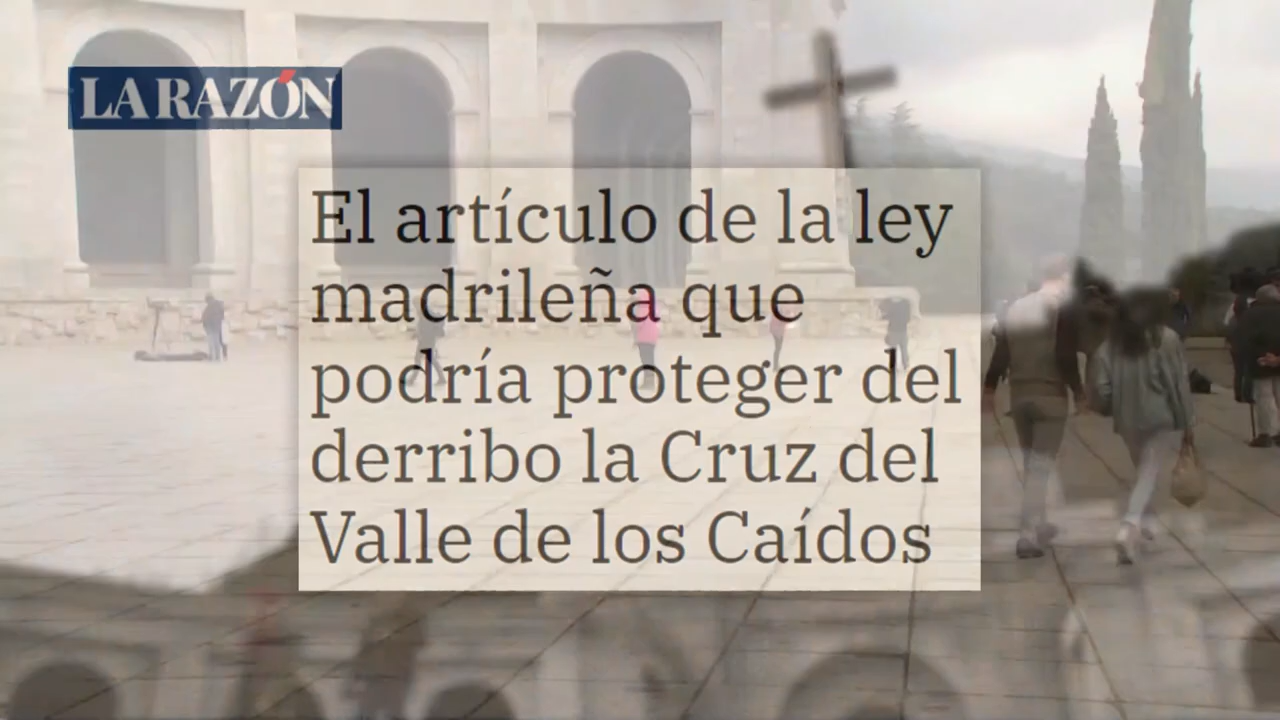 LA RAZÓN
El artículo de la ley
madrileña que
podría proteger del
derribo la Cruz del
Valle de los Caídos